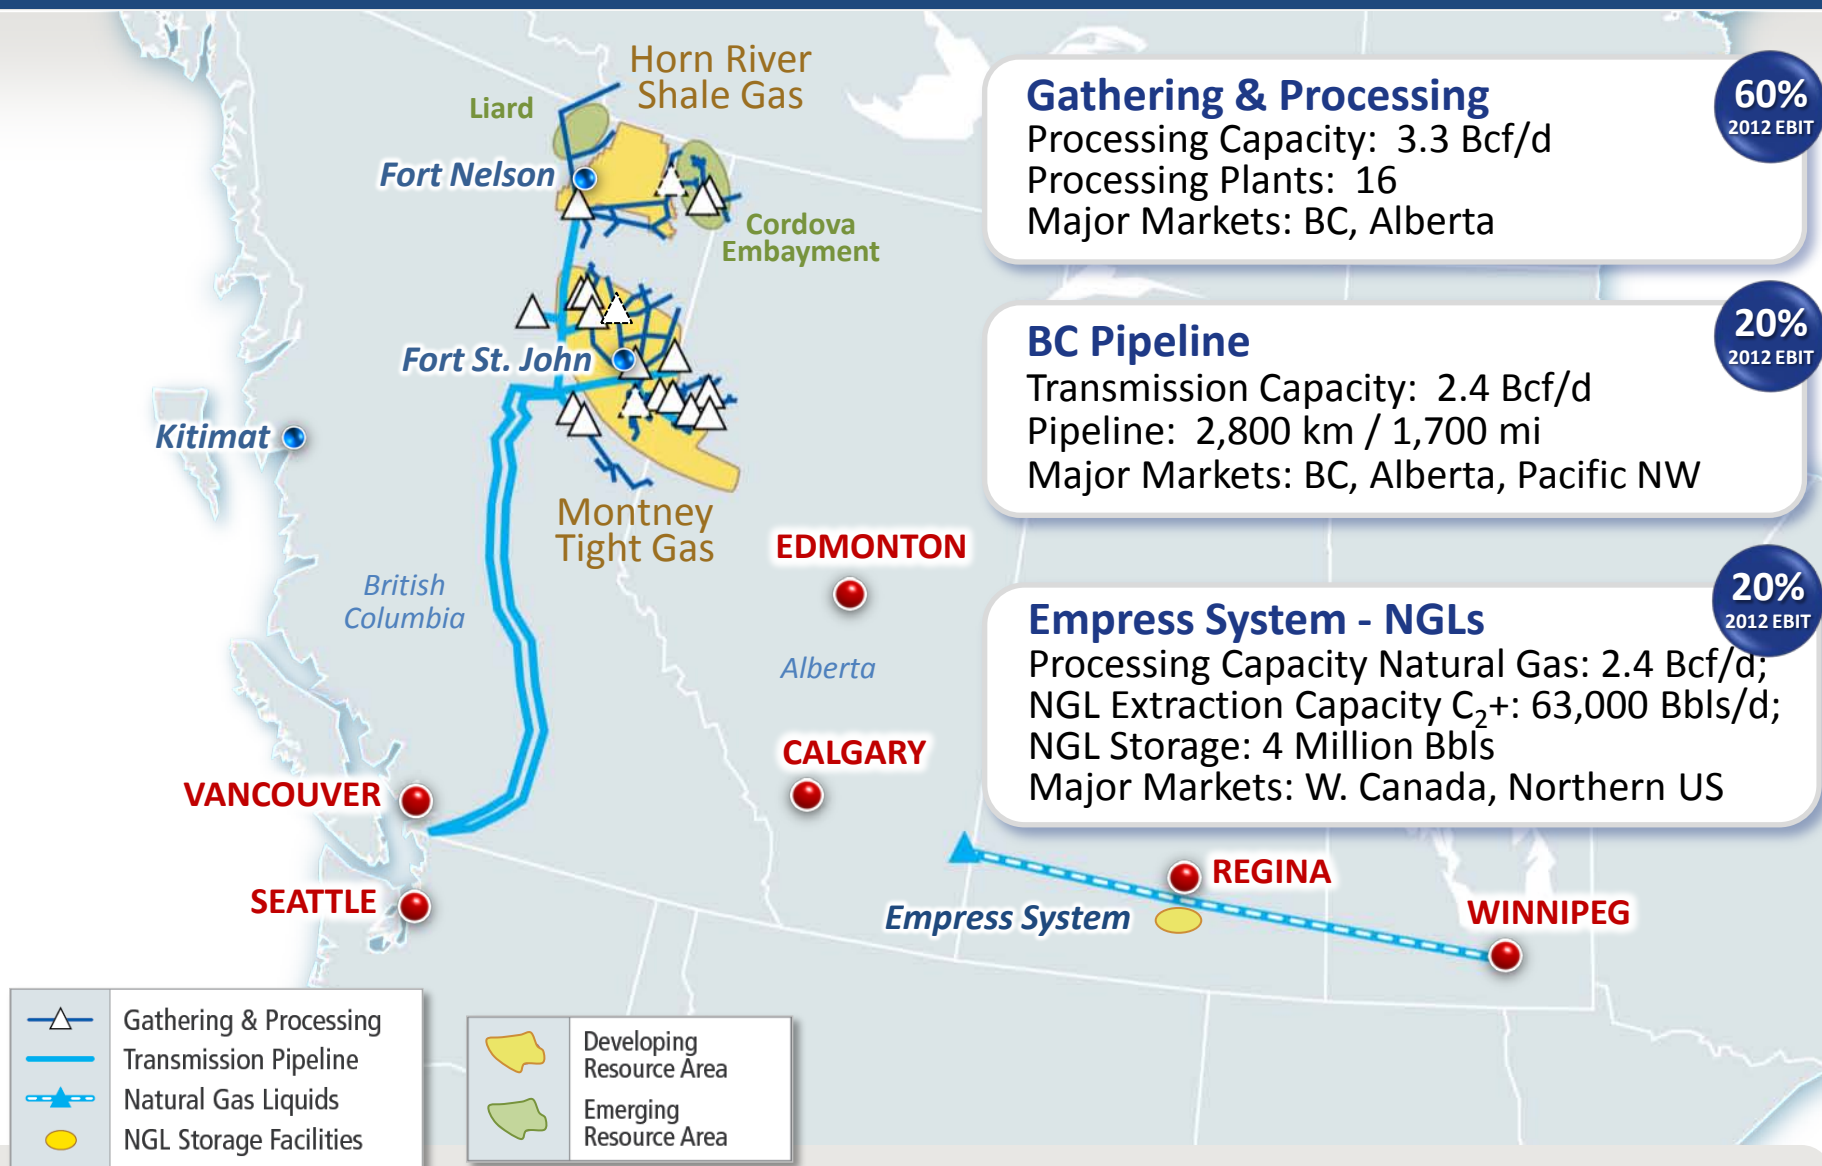 Horn River
Shale Gas
Liard
Fort Nelson
Cordova
Embayment
Fort St. John
Kitimat
Montney
Tight Gas
British
Columbia
EDMONTON
Alberta
CALGARY
VANCOUVER
SEATTLE
REGINA
Empress System
WINNIPEG
Gathering & Processing
Processing Capacity: 3.3 Bcf/d
Processing Plants: 16
Major Markets: BC, Alberta
60%
2012 EBIT
BC Pipeline
Transmission Capacity: 2.4 Bcf/d
Pipeline: 2,800 km / 1,700 mi
Major Markets: BC, Alberta, Pacific NW
20%
2012 EBIT
Empress System - NGLs
Processing Capacity Natural Gas: 2.4 Bcf/d;
NGL Extraction Capacity C₂+: 63,000 Bbls/d;
NGL Storage: 4 Million Bbls
Major Markets: W. Canada, Northern US
20%
2012 EBIT
Gathering & Processing
Transmission Pipeline
Natural Gas Liquids
NGL Storage Facilities
Developing
Resource Area
Emerging
Resource Area